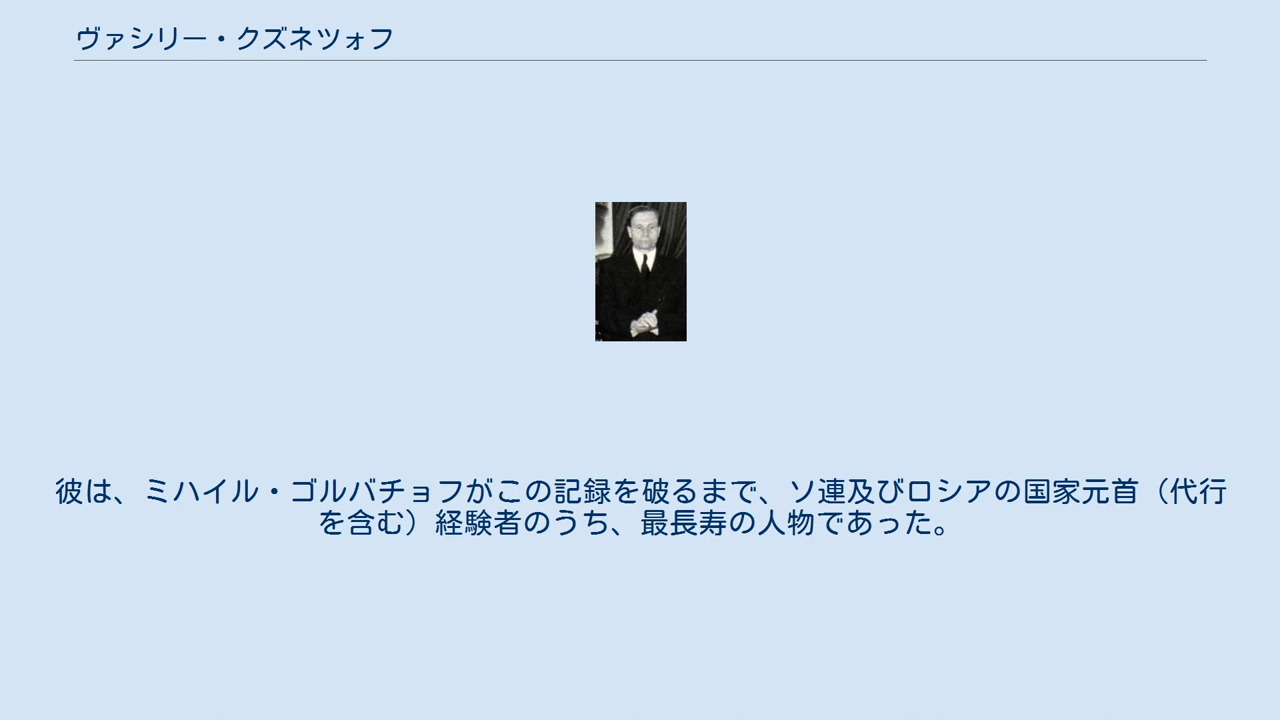 ヴァシリー・クズネツォフ
彼は、ミハイル・ゴルバチョフがこの記録を破るまで、ソ連及びロシアの国家元首（代行
を含む）経験者のうち、最長寿の人物であった。